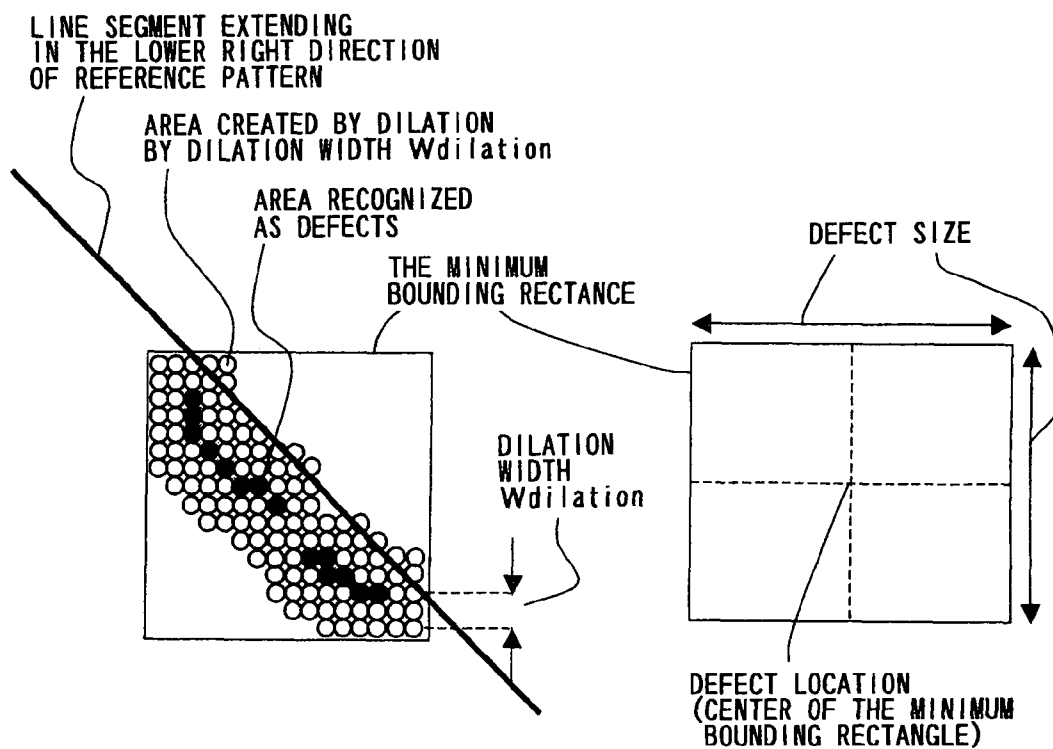 LINE SEGMENT EXTENDING
IN THE LOWER RIGHT DIRECTION
OF REFERENCE PATTERN
AREA CREATED BY DILATION
BY DILATION WIDTH Wdilation
AREA RECOGNIZED
AS DEFECTS
THE MINIMUM
BOUNDING RECTANCE
DEFECT SIZE
DILATION
WIDTH
Wdilation
DEFECT LOCATION
(CENTER OF THE MINIMUM
BOUNDING RECTANGLE)